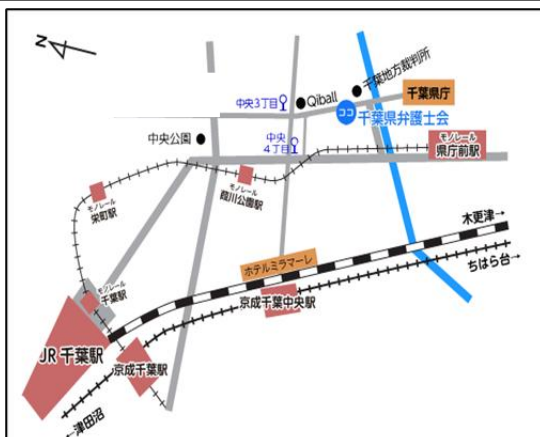 N
千葉地方裁判所
中央3丁目
Qiball
千葉県庁
ココ
千葉県弁護士会
中央公園
中央
4丁目
モノレール
県庁前駅
モノレール
葭川公園駅
モノレール
栄町駅
木更津→
ホテルミラマーレ
ちはら台→
モノレール
千葉駅
京成千葉中央駅
JR 千葉駅
京成千葉駅
←津田沼